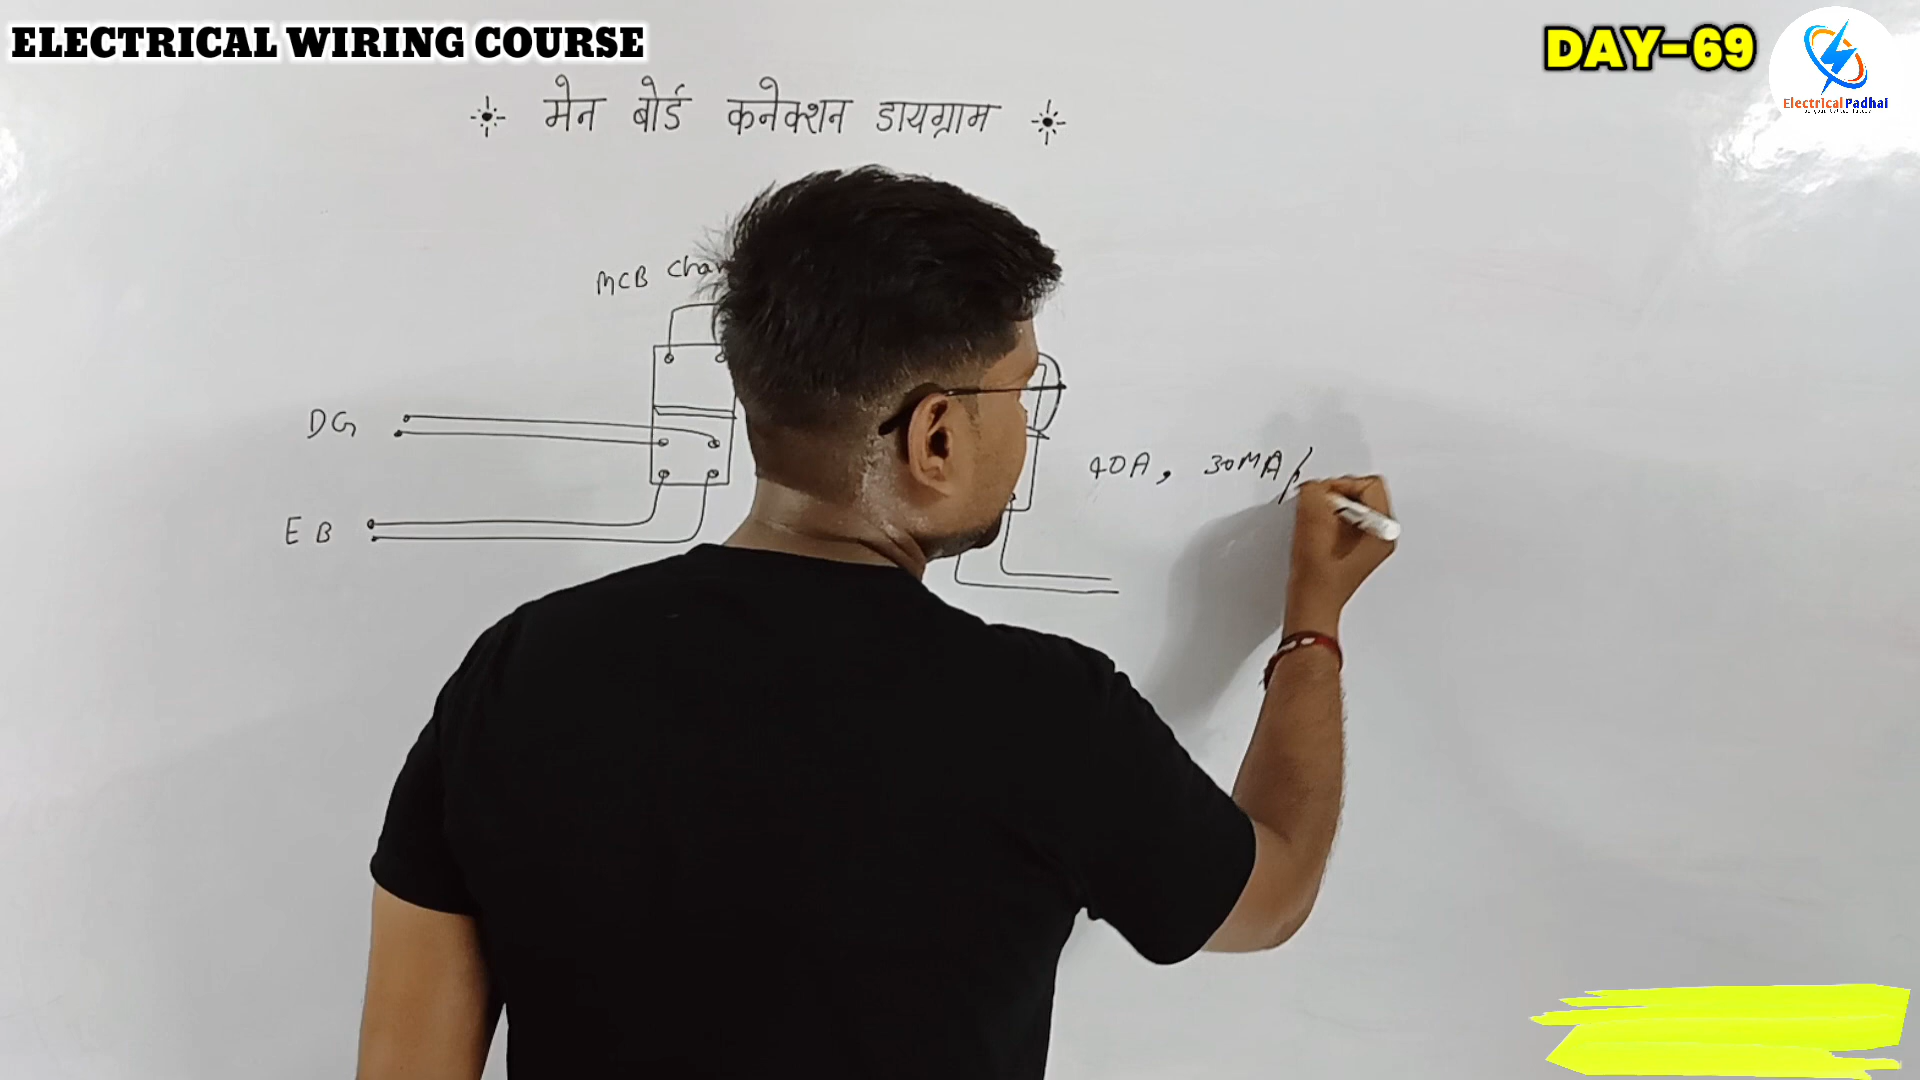 ELECTRICAL WIRING COURSE
DAY-69
ElectricalPadhai
मेन बोर्ड कनेक्शन डायग्राम
MCB
DG
EB
40A, 30MA/